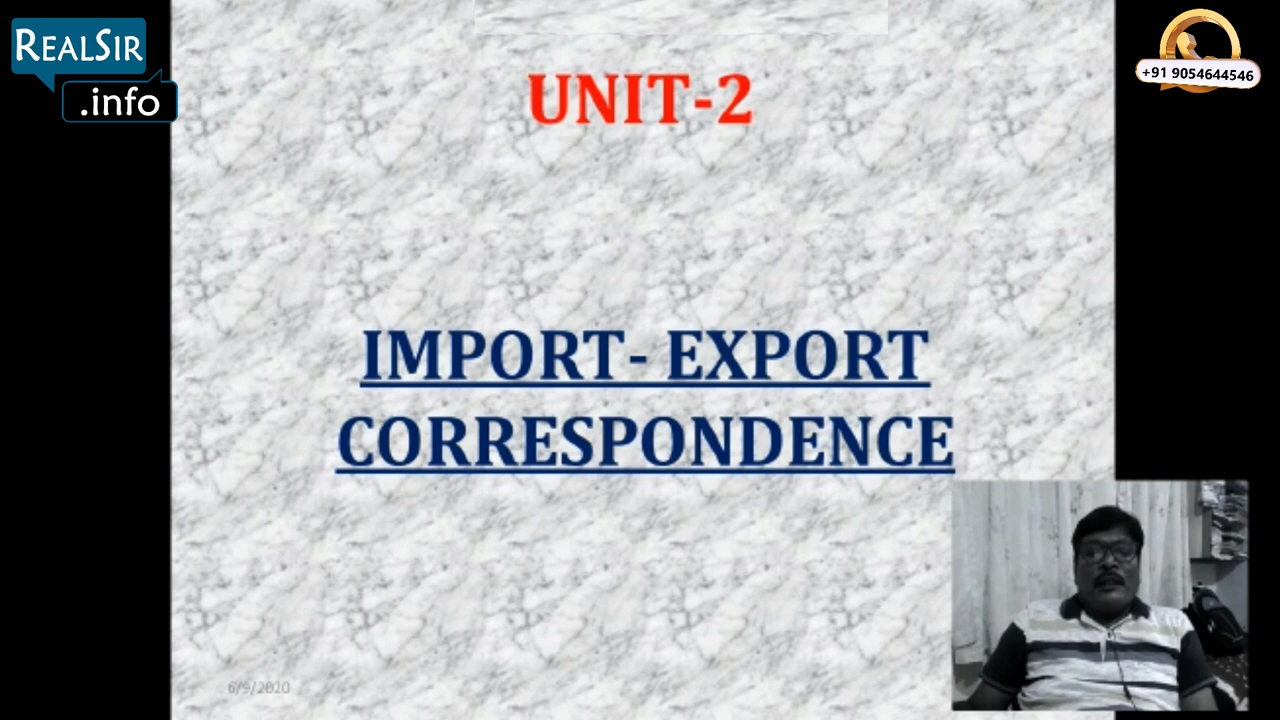 REALSIR
.info
+91 9054644546
UNIT-2
IMPORT- EXPORT
CORRESPONDENCE
6/9/2020